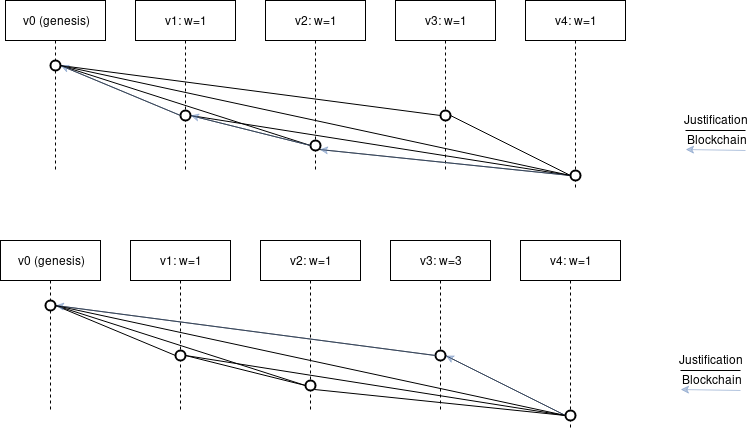 v0 (genesis)
v1: w=1
v2: w=1
v3: w=1
v4: w=1
Justification
Blockchain
v0 (genesis)
v1: w=1
v2: w=1
v3: w=3
v4: w=1
Justification
Blockchain